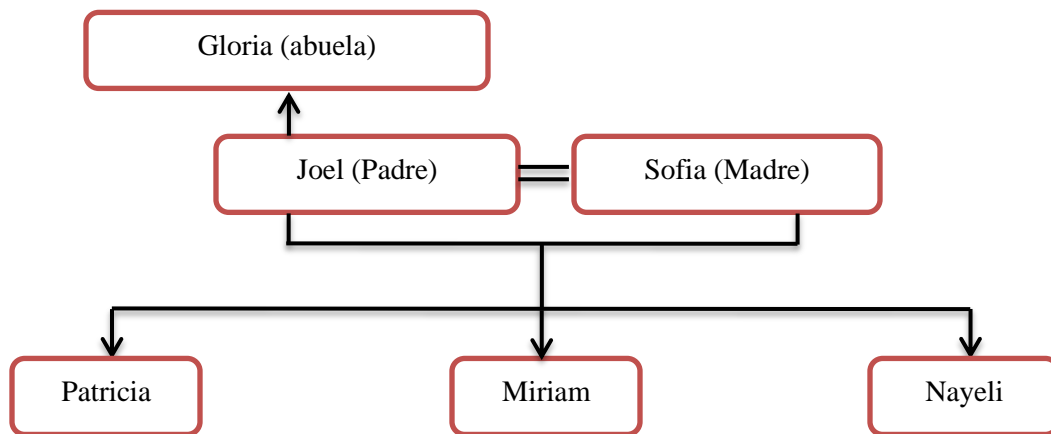 Gloria (abuela)
Joel (Padre)
Sofia (Madre)
Patricia
Miriam
Nayeli